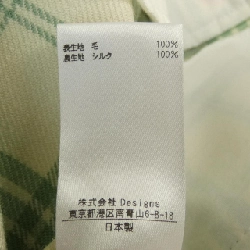 表生地 毛 100%
裏生地 シルク 100%
株式会社 Designs
東京都港区南青山6-8-18
日本製